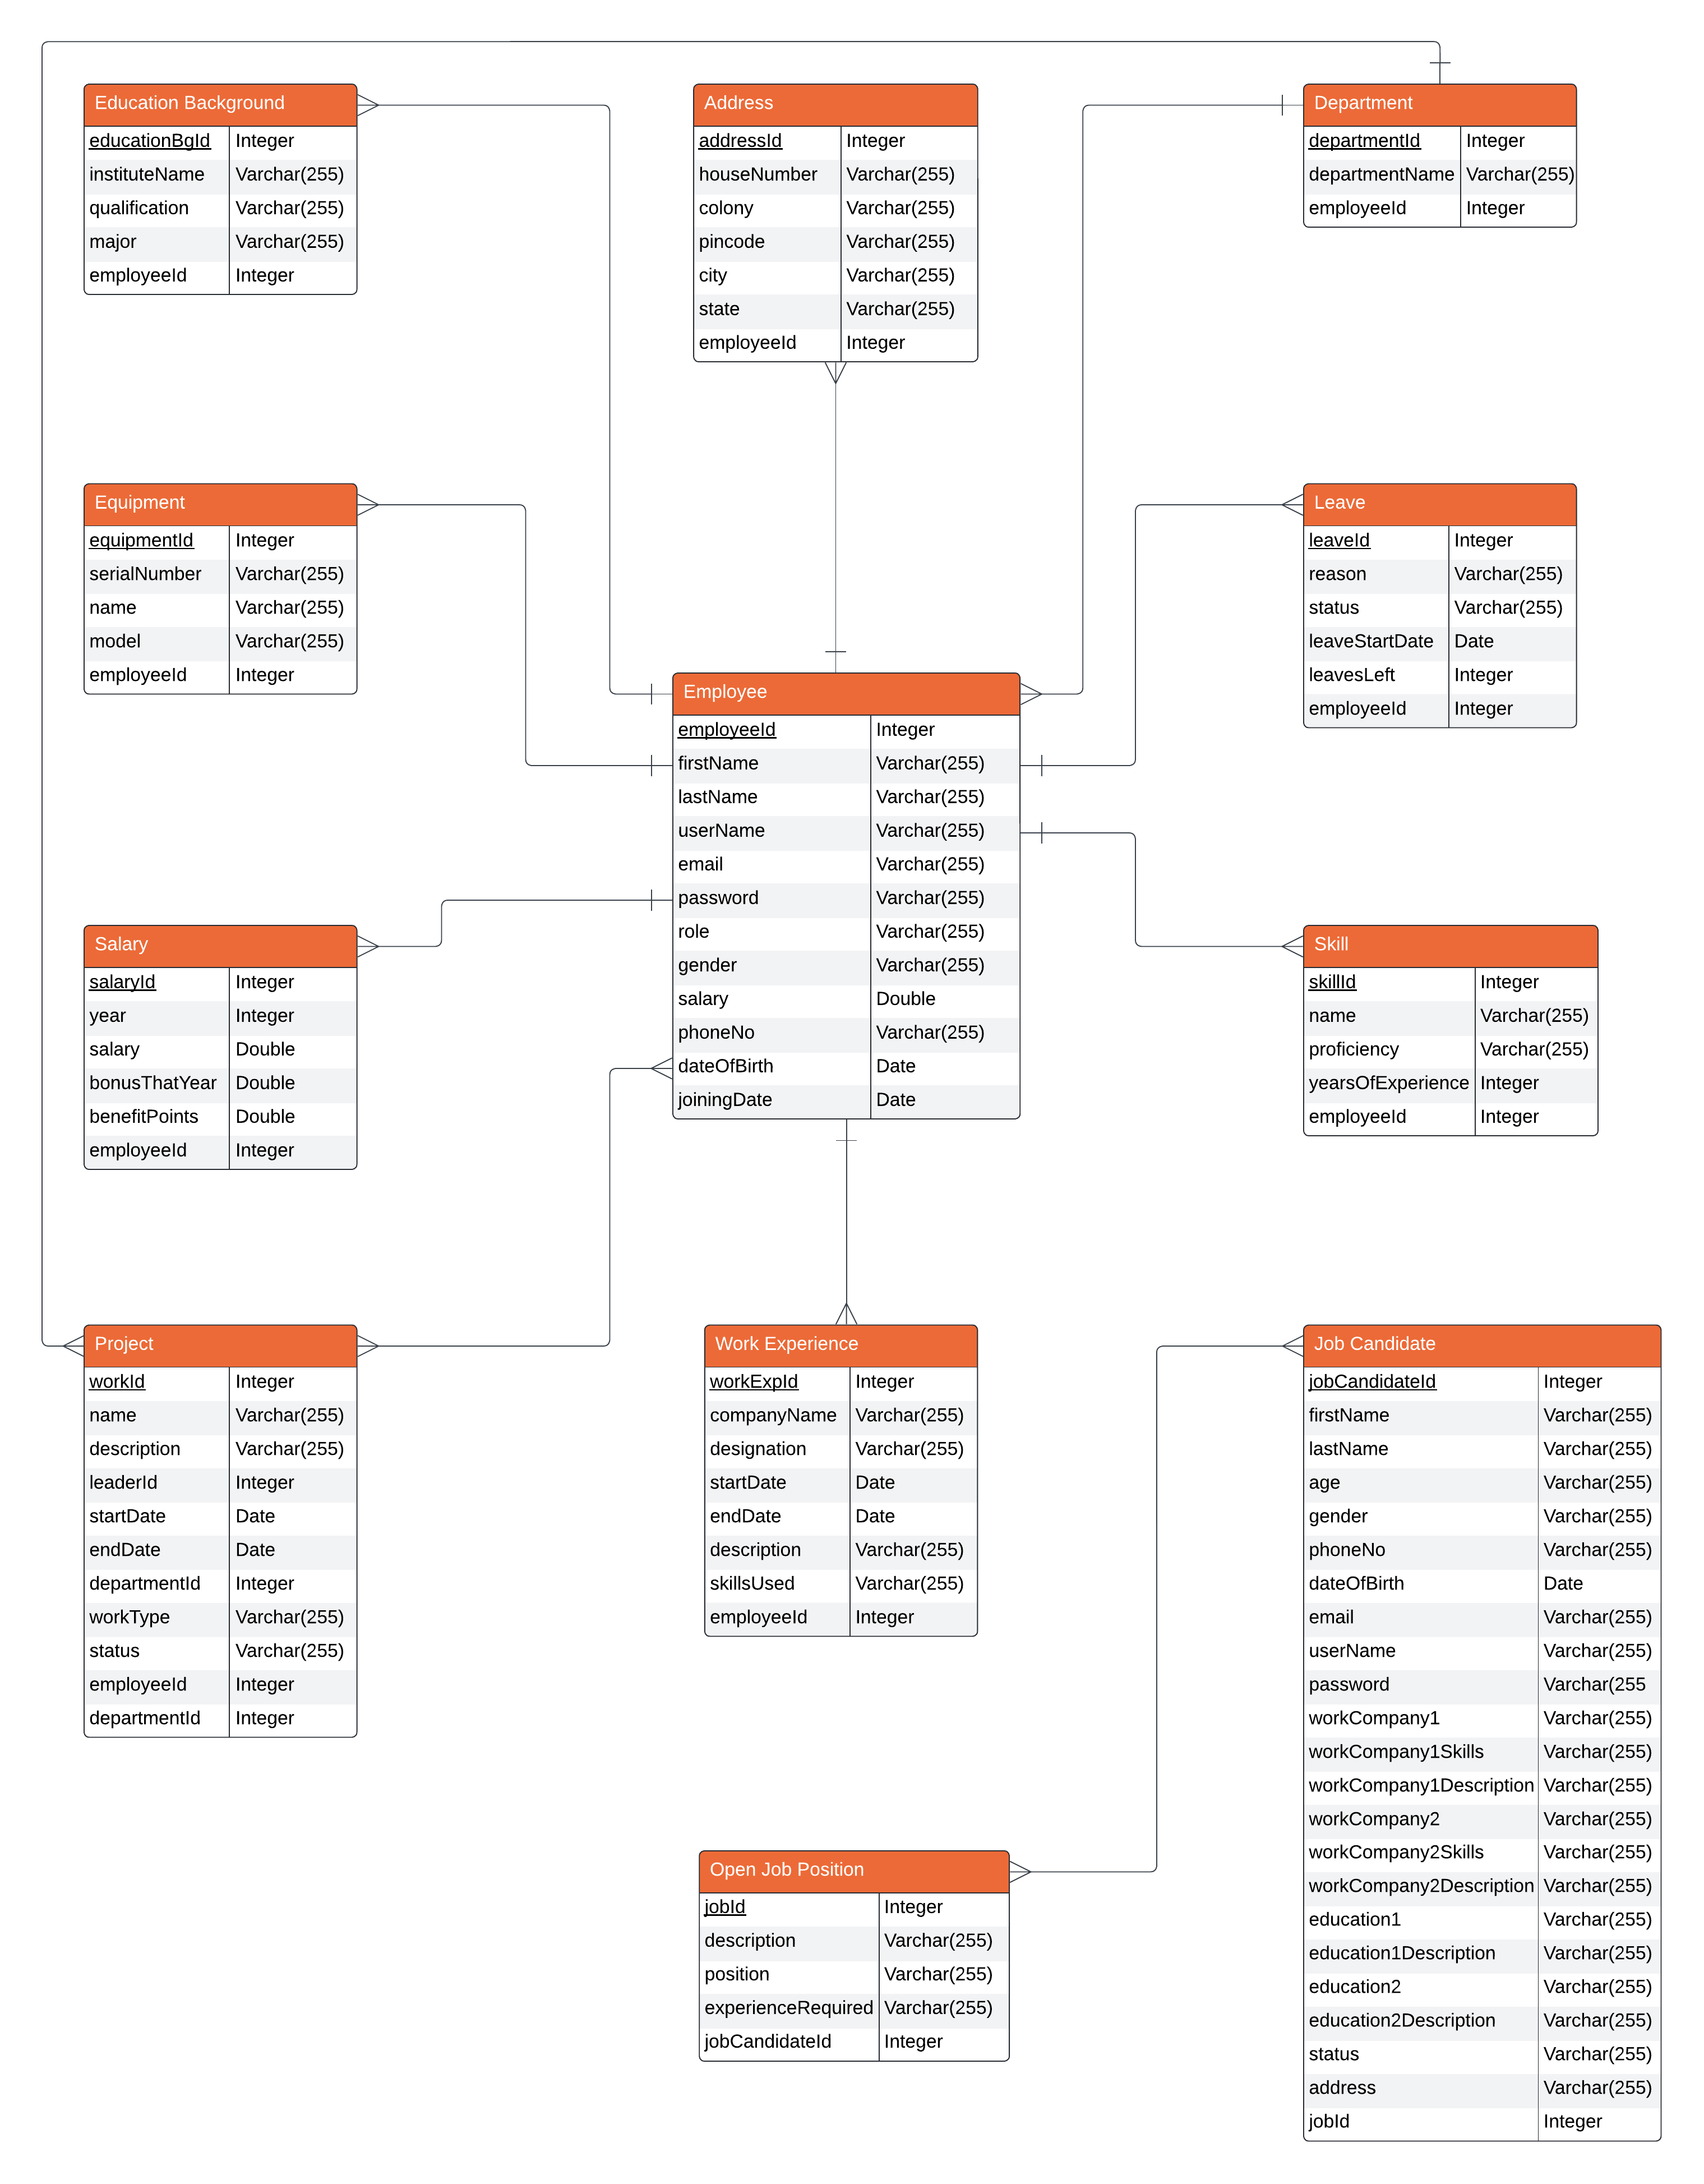 Education Background
educationBgId Integer
instituteName Varchar(255)
qualification Varchar(255)
major Varchar(255)
employeeId Integer
Address
addressId Integer
houseNumber Varchar(255)
colony Varchar(255)
pincode Varchar(255)
city Varchar(255)
state Varchar(255)
employeeId Integer
Department
departmentId Integer
departmentName Varchar(255)
employeeId Integer
Equipment
equipmentId Integer
serialNumber Varchar(255)
name Varchar(255)
model Varchar(255)
employeeId Integer
Leave
leaveId Integer
reason Varchar(255)
status Varchar(255)
leaveStartDate Date
leavesLeft Integer
employeeId Integer
Employee
employeeId Integer
firstName Varchar(255)
lastName Varchar(255)
userName Varchar(255)
email Varchar(255)
password Varchar(255)
role Varchar(255)
gender Varchar(255)
salary Double
phoneNo Varchar(255)
dateOfBirth Date
joiningDate Date
Salary
salaryId Integer
year Integer
salary Double
bonusThatYear Double
benefitPoints Double
employeeId Integer
Skill
skillId Integer
name Varchar(255)
proficiency Varchar(255)
yearsOfExperience Integer
employeeId Integer
Project
workId Integer
name Varchar(255)
description Varchar(255)
leaderId Integer
startDate Date
endDate Date
departmentId Integer
workType Varchar(255)
status Varchar(255)
employeeId Integer
departmentId Integer
Work Experience
workExpId Integer
companyName Varchar(255)
designation Varchar(255)
startDate Date
endDate Date
description Varchar(255)
skillsUsed Varchar(255)
employeeId Integer
Job Candidate
jobCandidateId Integer
firstName Varchar(255)
lastName Varchar(255)
age Varchar(255)
gender Varchar(255)
phoneNo Varchar(255)
dateOfBirth Date
email Varchar(255)
userName Varchar(255)
password Varchar(255
workCompany1 Varchar(255)
workCompany1Skills Varchar(255)
workCompany1Description Varchar(255)
workCompany2 Varchar(255)
workCompany2Skills Varchar(255)
workCompany2Description Varchar(255)
education1 Varchar(255)
education1Description Varchar(255)
education2 Varchar(255)
education2Description Varchar(255)
status Varchar(255)
address Varchar(255)
jobId Integer
Open Job Position
jobId Integer
description Varchar(255)
position Varchar(255)
experienceRequired Varchar(255)
jobCandidateId Integer